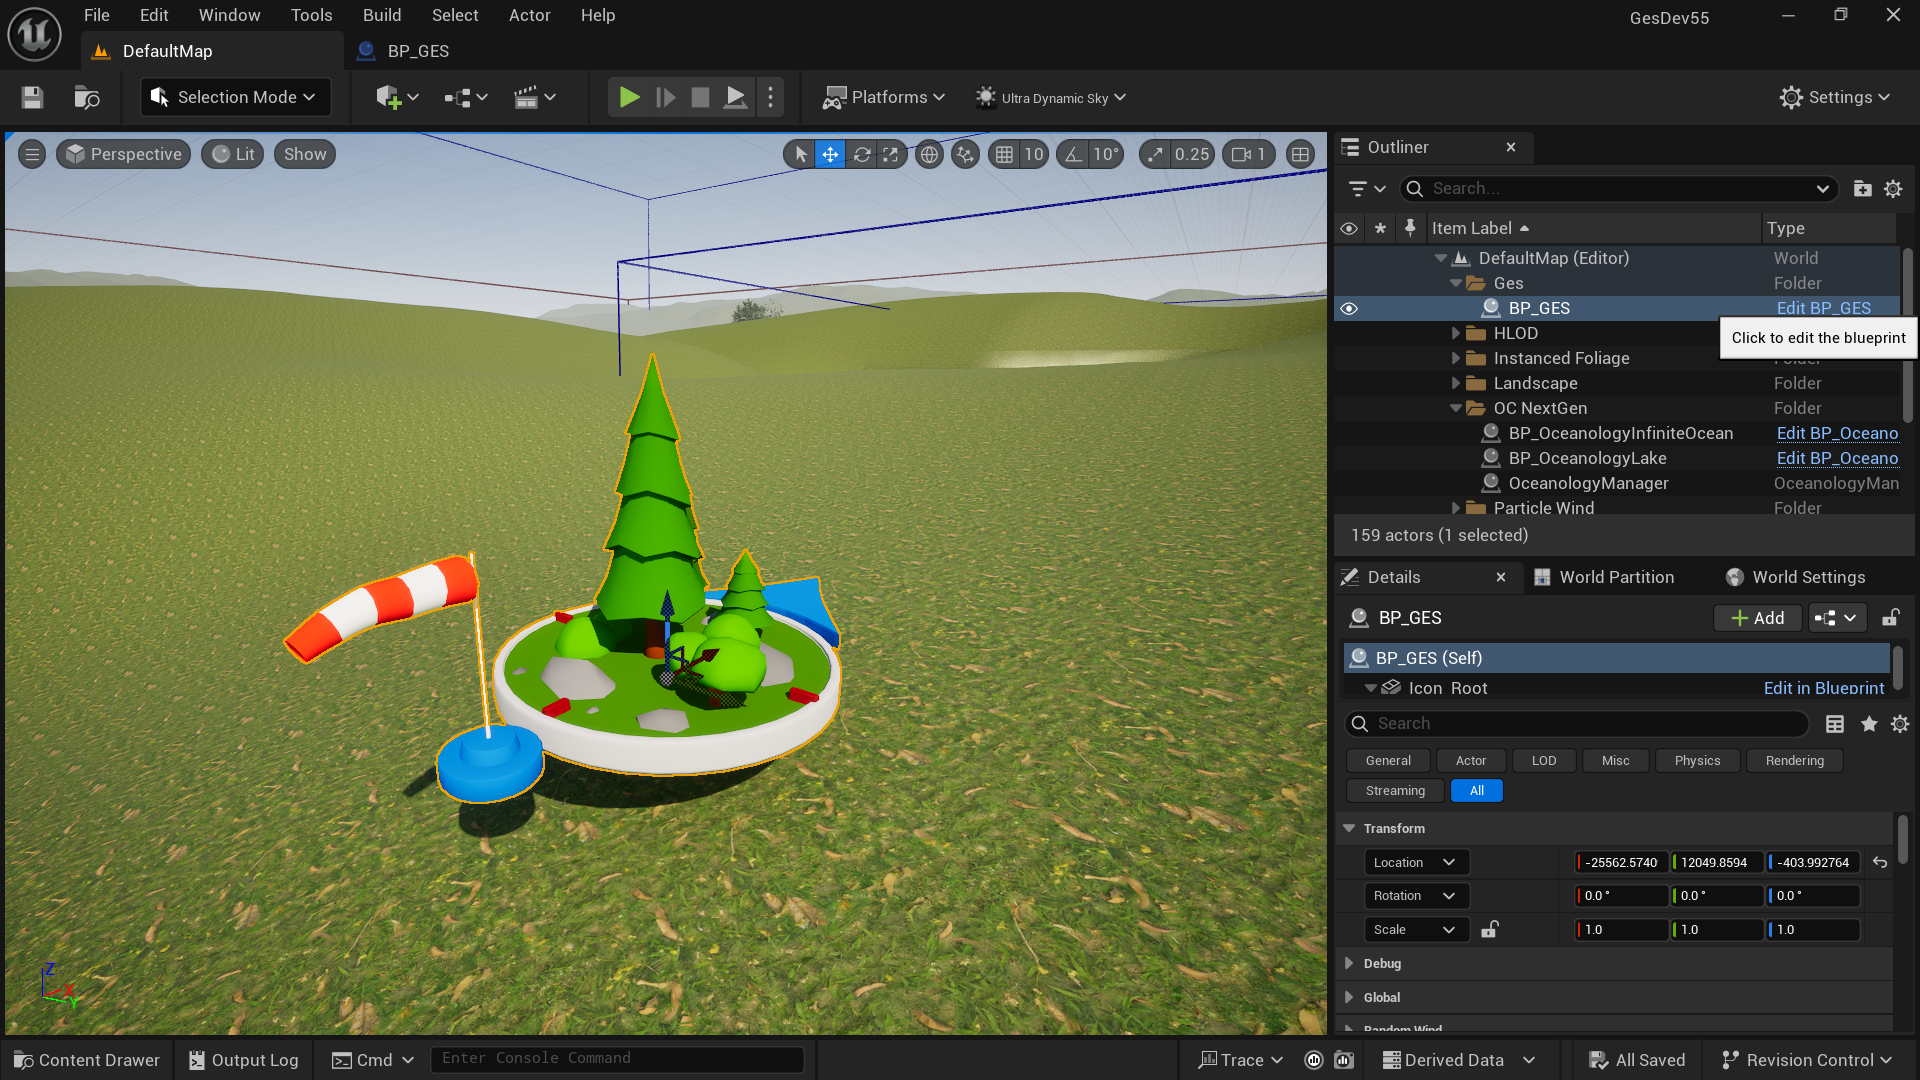 File Edit Window Tools Build Select Actor Help
GesDev55
DefaultMap
BP_GES
Selection Mode
Platforms
Ultra Dynamic Sky
Settings
Perspective
Lit
Show
10
10°
0.25
1
Outliner
Search...
Item Label
Type
DefaultMap (Editor)
World
Ges
Folder
BP_GES
Edit BP_GES
HLOD
Click to edit the blueprint
Instanced Foliage
Folder
Landscape
Folder
OC NextGen
Folder
BP_OceanologyInfiniteOcean
Edit BP_Oceano
BP_OceanologyLake
Edit BP_Oceano
OceanologyManager
OceanologyMan
Particle Wind
Folder
159 actors (1 selected)
Details
World Partition
World Settings
BP_GES
Add
BP_GES (Self)
Icon_Root
Edit in Blueprint
Search
General
Actor
LOD
Misc
Physics
Rendering
Streaming
All
Transform
Location
-25562.5740
12049.8594
-403.992764
Rotation
0.0 °
0.0 °
0.0 °
Scale
1.0
1.0
1.0
Debug
Global
Random Wind
Z
X
Y
Content Drawer
Output Log
Cmd
Enter Console Command
Trace
Derived Data
All Saved
Revision Control